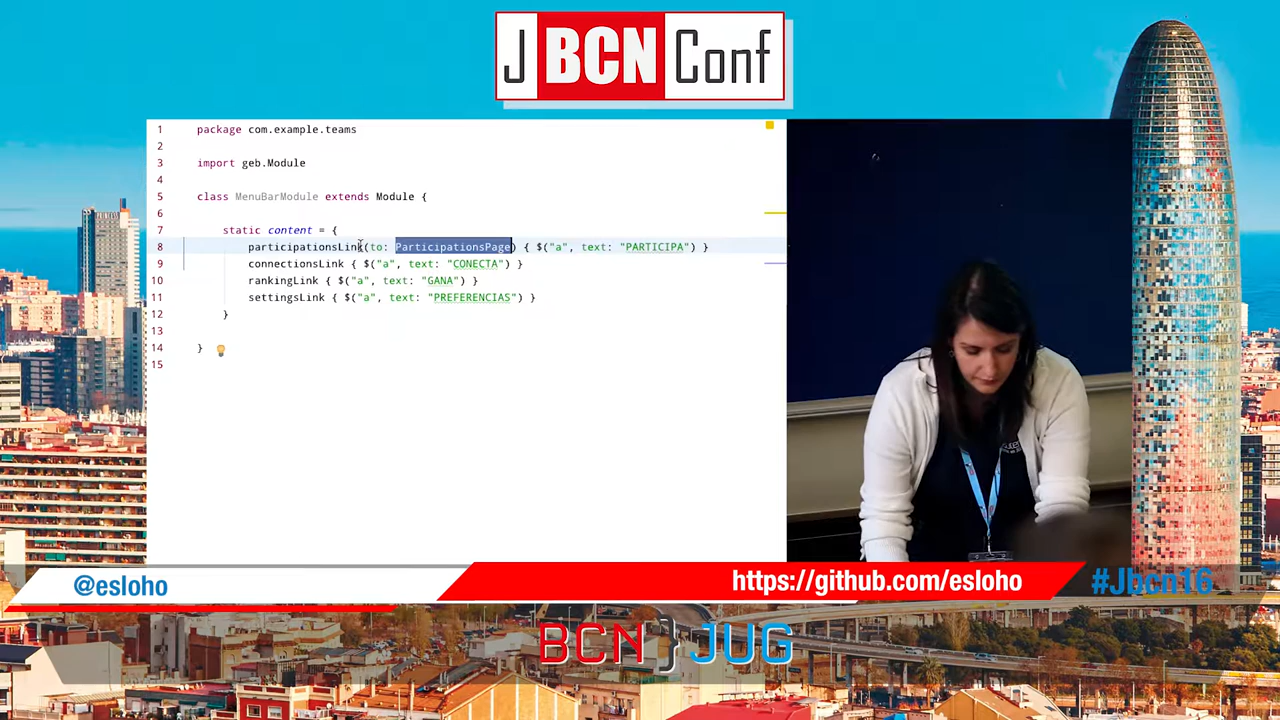 J BCN Conf
1 package com.example.teams
2
3 import geb.Module
4
5 class MenuBarModule extends Module {
6
7 static content = {
8 participationsLink(to: ParticipationsPage) { $("a", text: "PARTICIPA") }
9 connectionsLink { $("a", text: "CONECTA") }
10 rankingLink { $("a", text: "GANA") }
11 settingsLink { $("a", text: "PREFERENCIAS") }
12 }
13
14 }
15
@esloho
https://github.com/esloho
#Jbcn16
BCN } JUG